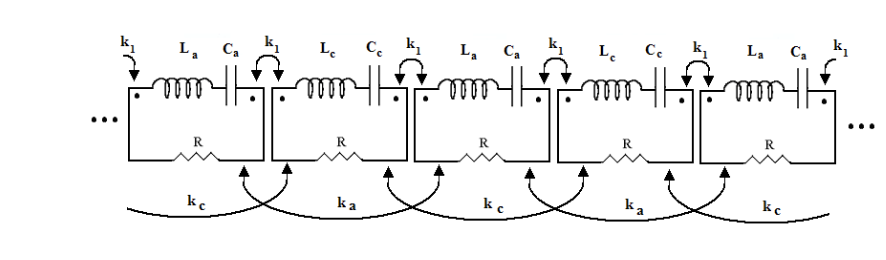 k1 La Ca k1 Lc Cc k1 La Ca k1 Lc Cc k1 La Ca k1
... R R R R R ...
kc ka kc ka kc